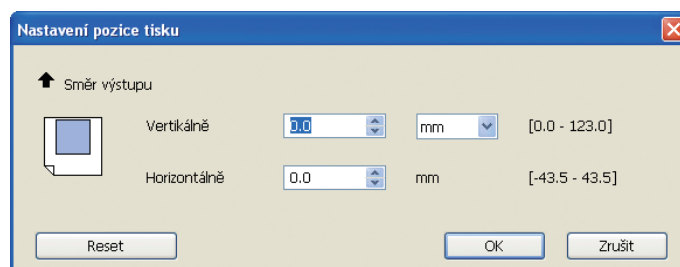 Nastavení pozice tisku
Směr výstupu
Vertikálně 0.0 mm [0.0 - 123.0]
Horizontálně 0.0 mm [-43.5 - 43.5]
Reset OK Zrušit